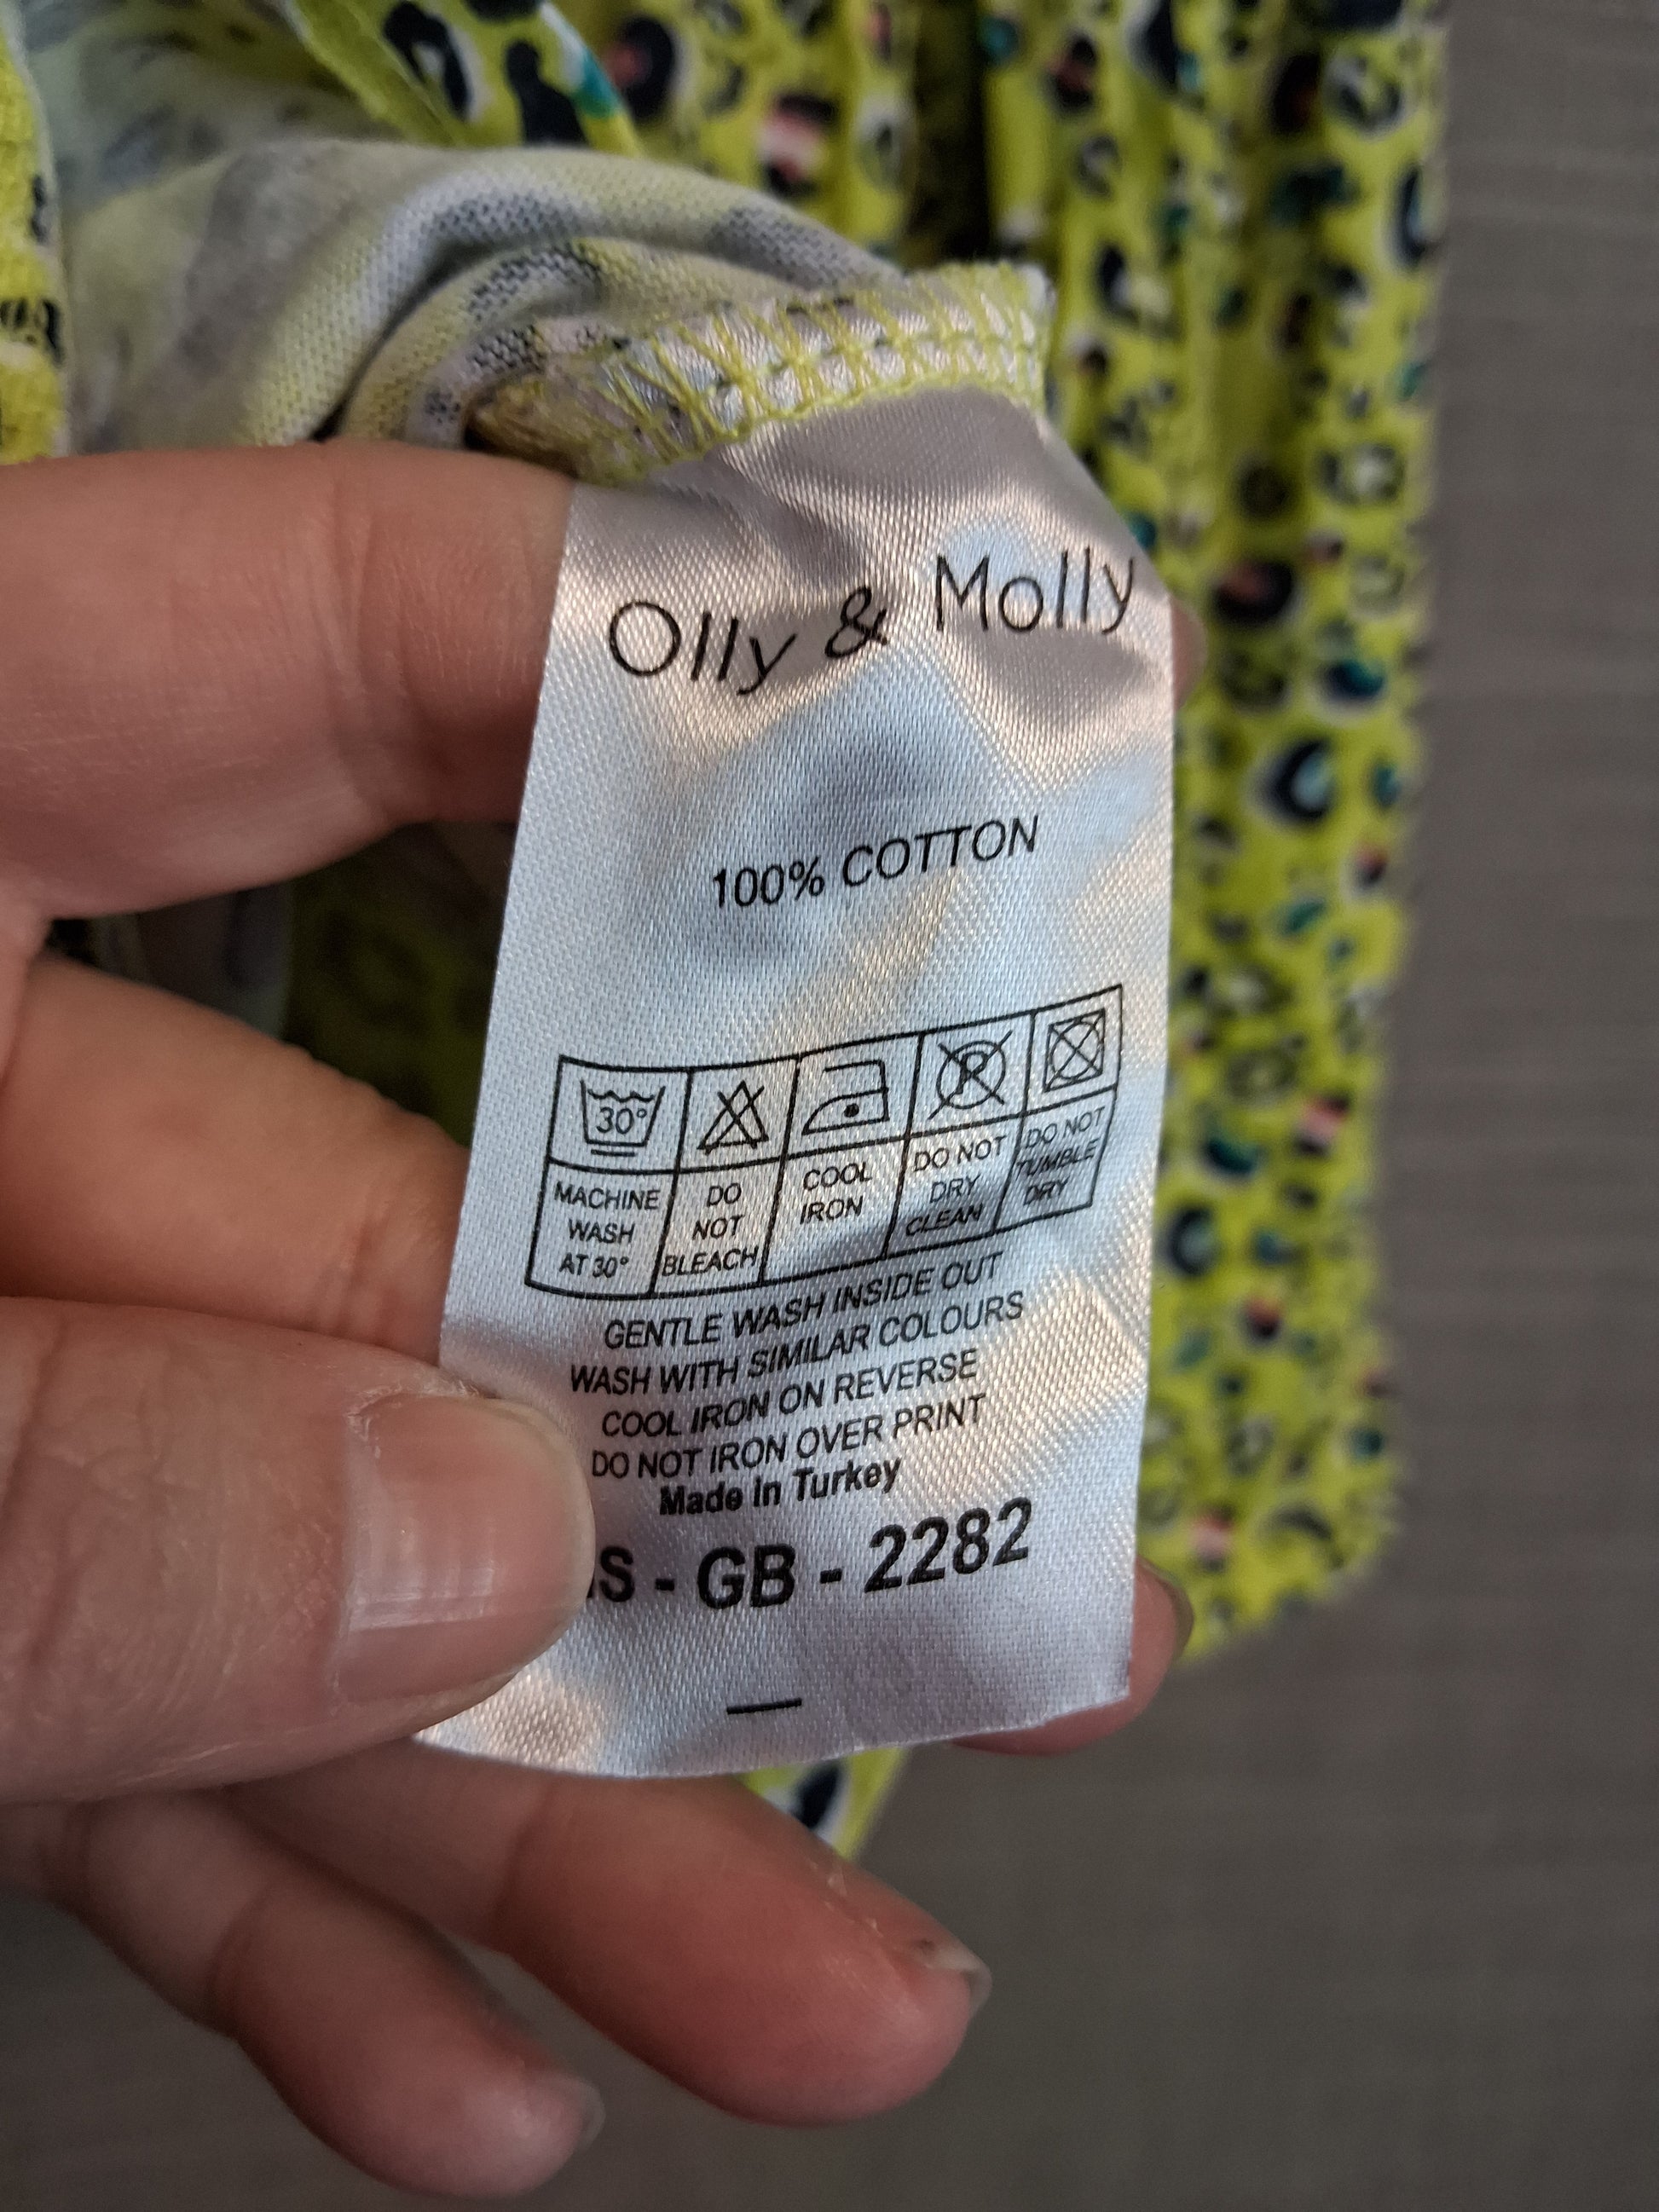 Olly & Molly
100% COTTON
30°
P
MACHINE WASH AT 30°
DO NOT BLEACH
COOL IRON
DO NOT DRY CLEAN
DO NOT TUMBLE DRY
GENTLE WASH INSIDE OUT
WASH WITH SIMILAR COLOURS
COOL IRON ON REVERSE
DO NOT IRON OVER PRINT
Made in Turkey
S - GB - 2282